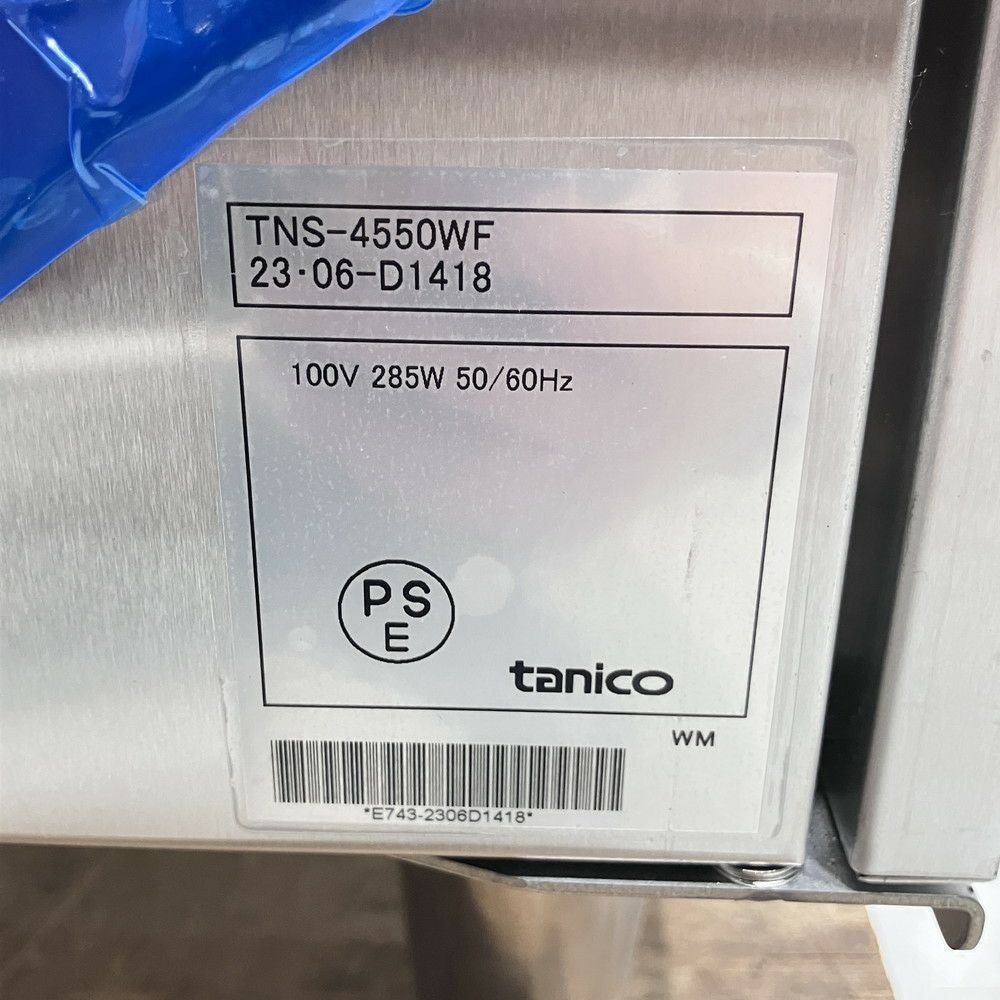 TNS-4550WF
23·06-D1418
100V 285W 50/60Hz
PS
E
tanico
WM
*E743-2306D1418*